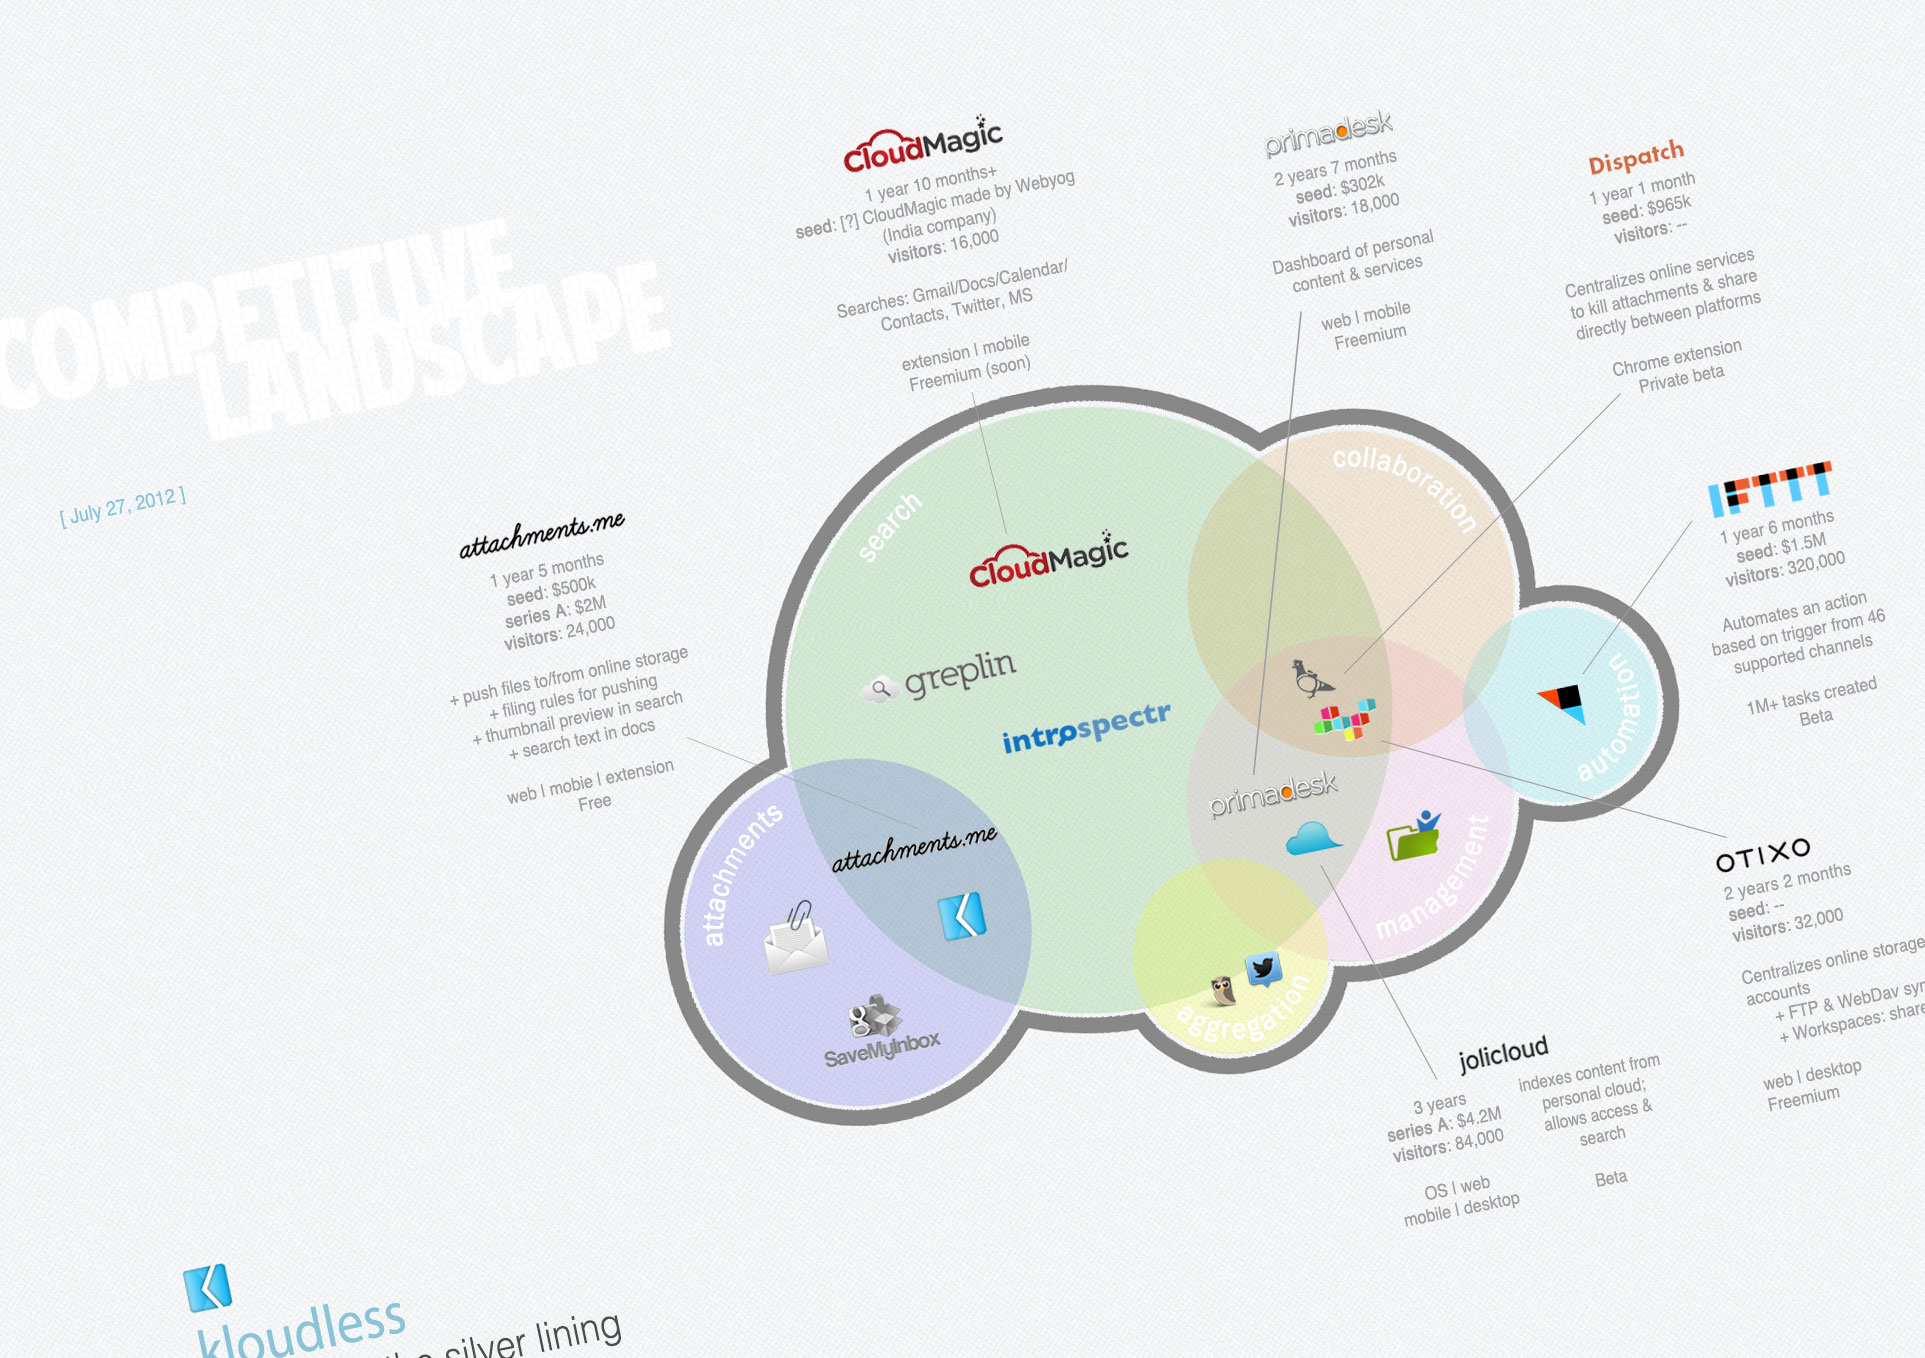 COMPETITIVE
LANDSCAPE
[ July 27, 2012 ]
CloudMagic
1 year 10 months+
seed: [?] CloudMagic made by Webyog
(India company)
visitors: 16,000
Searches: Gmail/Docs/Calendar/
Contacts, Twitter, MS
extension | mobile
Freemium (soon)
primadesk
2 years 7 months
seed: $302k
visitors: 18,000
Dashboard of personal
content & services
web | mobile
Freemium
Dispatch
1 year 1 month
seed: $965k
visitors: --
Centralizes online services
to kill attachments & share
directly between platforms
Chrome extension
Private beta
IFTTT
1 year 6 months
seed: $1.5M
visitors: 320,000
Automates an action
based on trigger from 46
supported channels
1M+ tasks created
Beta
attachments.me
1 year 5 months
seed: $500k
series A: $2M
visitors: 24,000
+ push files to/from online storage
+ filing rules for pushing
+ thumbnail preview in search
+ search text in docs
web | mobie | extension
Free
search
collaboration
automation
management
aggregation
attachments
CloudMagic
greplin
introspectr
primadesk
attachments.me
SaveMyInbox
OTIXO
2 years 2 months
seed: --
visitors: 32,000
Centralizes online storage
accounts
+ FTP & WebDav syn
+ Workspaces: share
web | desktop
Freemium
jolicloud
3 years
series A: $4.2M
visitors: 84,000
OS | web
mobile | desktop
indexes content from
personal cloud;
allows access &
search
Beta
kloudless
silver lining